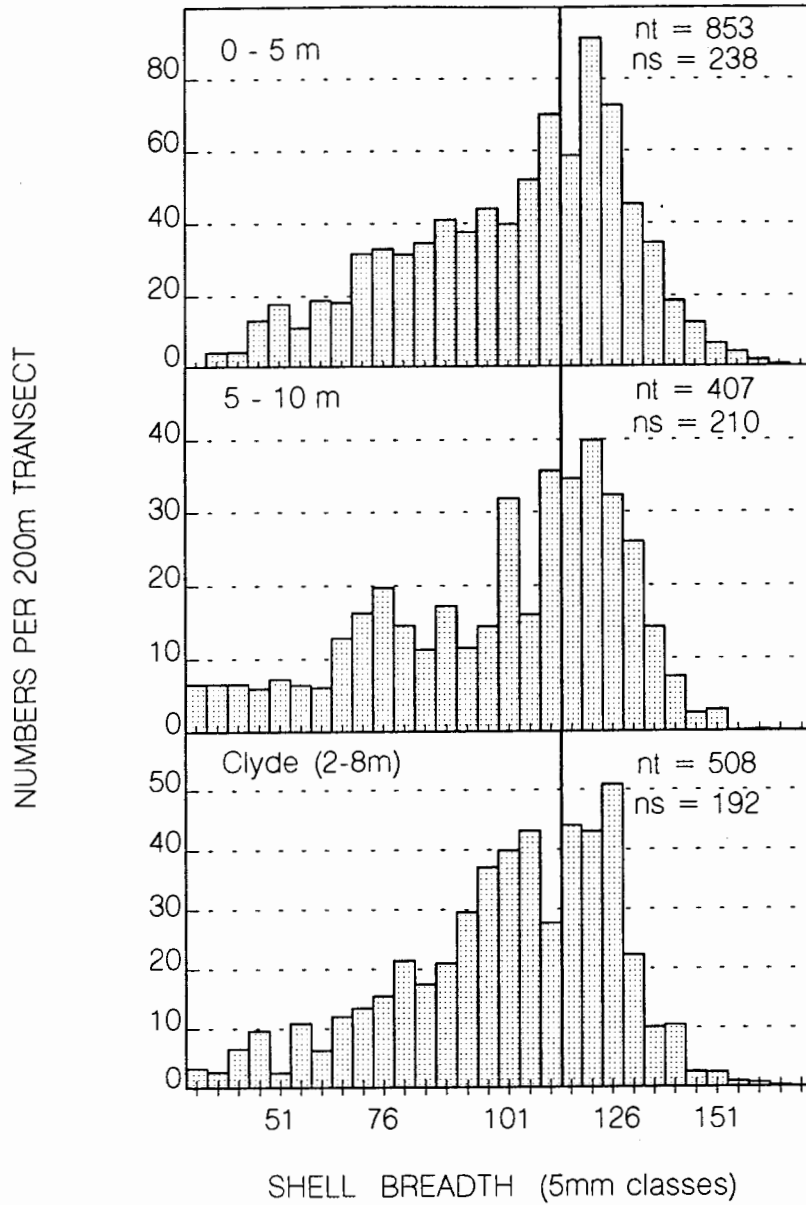 NUMBERS PER 200m TRANSECT
0 - 5 m
nt = 853
ns = 238
80
60
40
20
0
5 - 10 m
nt = 407
ns = 210
40
30
20
10
0
Clyde (2-8m)
nt = 508
ns = 192
50
40
30
20
10
0
51 76 101 126 151
SHELL BREADTH (5mm classes)